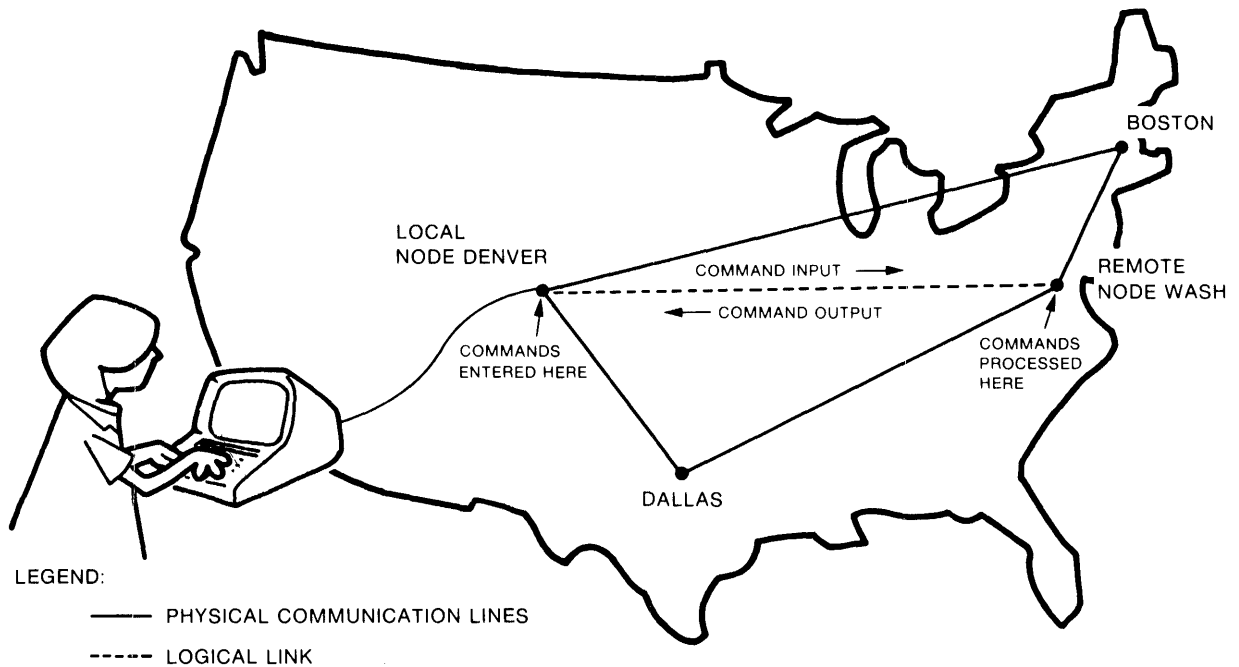 BOSTON
LOCAL
NODE DENVER
COMMAND INPUT
REMOTE
NODE WASH
COMMAND OUTPUT
COMMANDS
ENTERED HERE
COMMANDS
PROCESSED
HERE
DALLAS
LEGEND:
PHYSICAL COMMUNICATION LINES
LOGICAL LINK